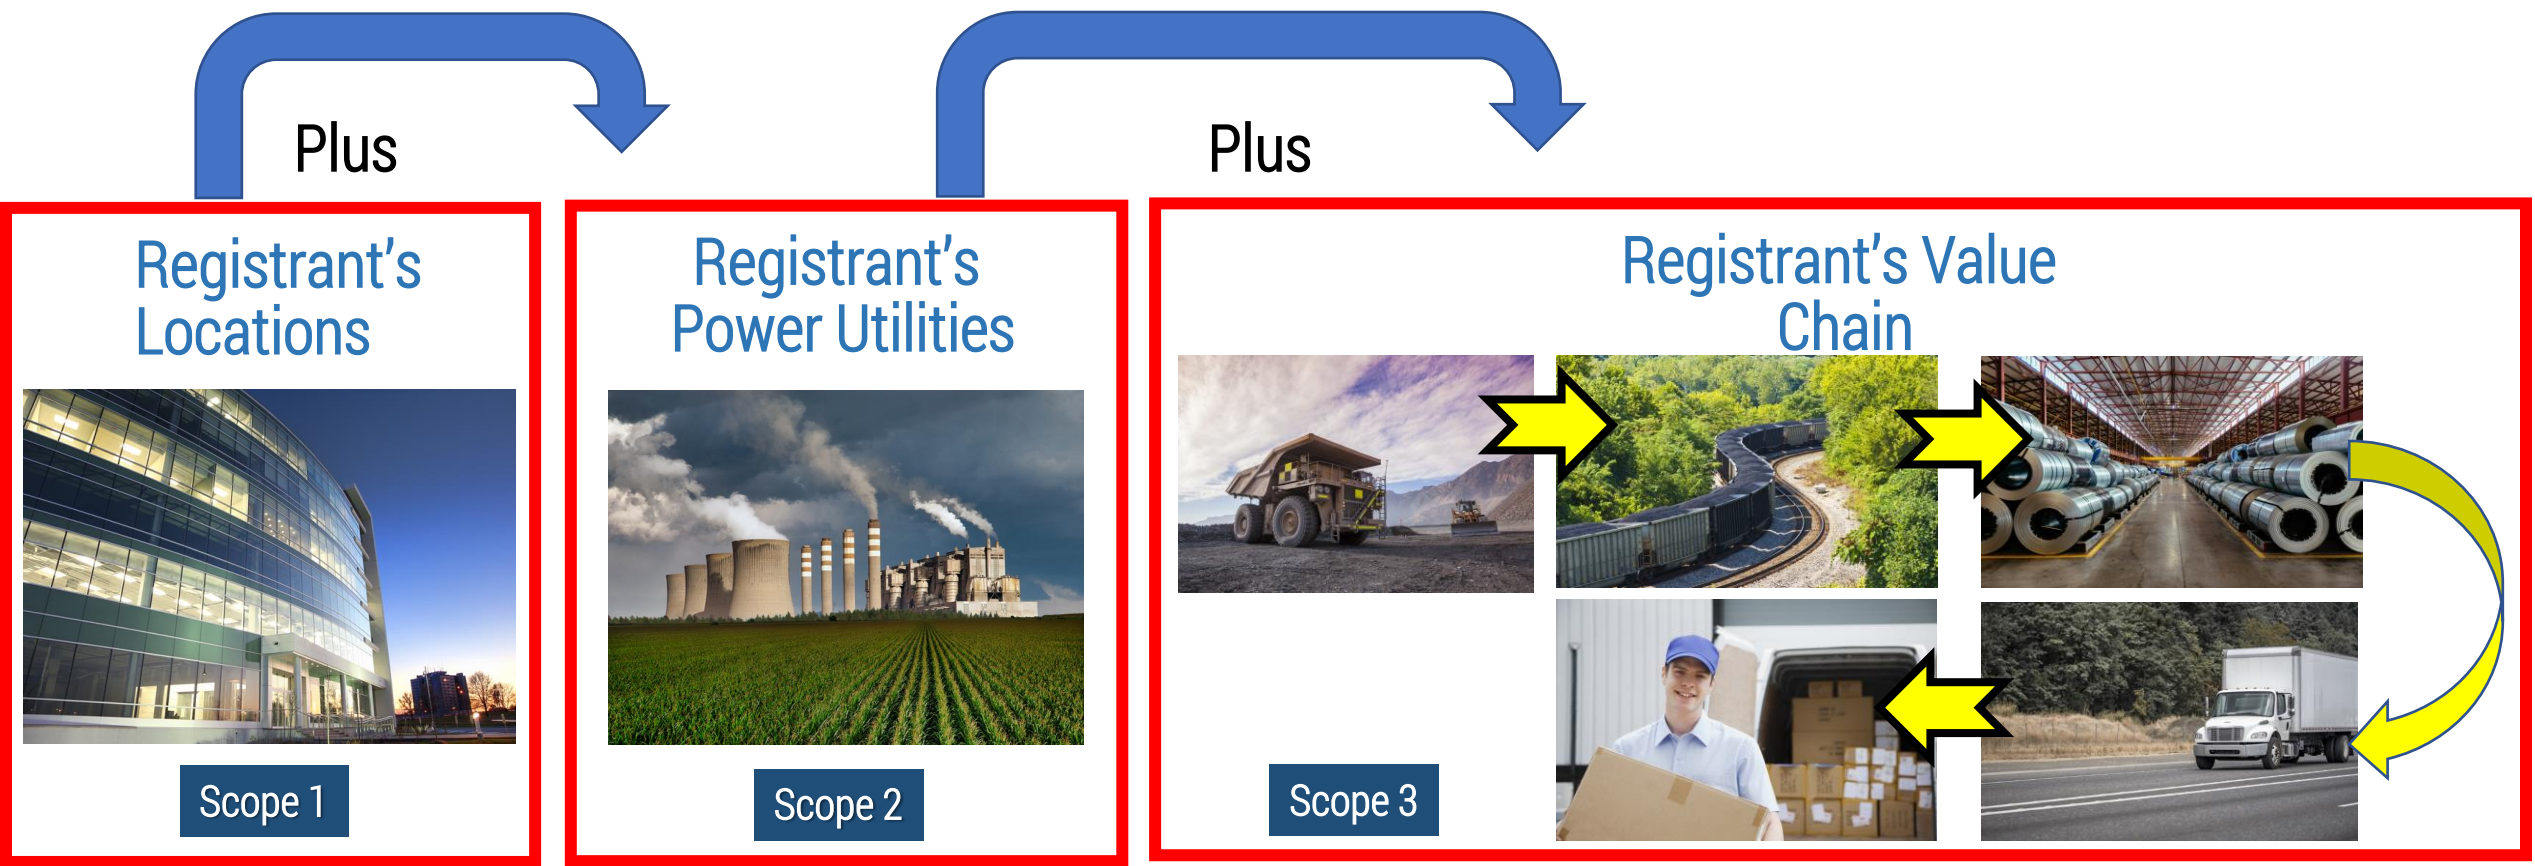 Plus
Plus
Registrant's
Locations
Registrant's
Power Utilities
Registrant's Value
Chain
Scope 1
Scope 2
Scope 3